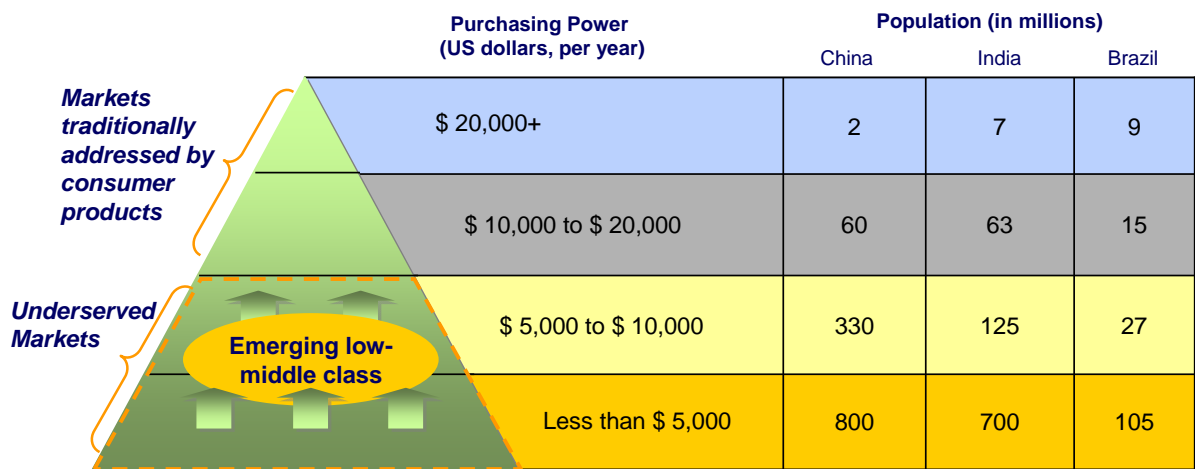 Purchasing Power
(US dollars, per year)
Population (in millions)
China India Brazil
Markets
traditionally
addressed by
consumer
products
$ 20,000+ 2 7 9
$ 10,000 to $ 20,000 60 63 15
Underserved
Markets
$ 5,000 to $ 10,000 330 125 27
Emerging low-
middle class
Less than $ 5,000 800 700 105